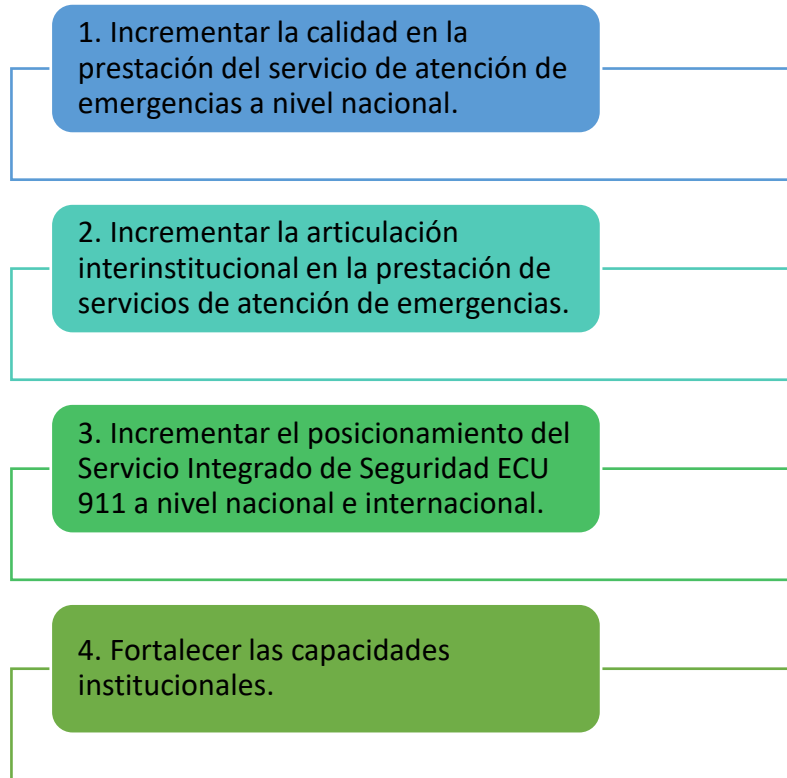 1. Incrementar la calidad en la
prestación del servicio de atención de
emergencias a nivel nacional.
2. Incrementar la articulación
interinstitucional en la prestación de
servicios de atención de emergencias.
3. Incrementar el posicionamiento del
Servicio Integrado de Seguridad ECU
911 a nivel nacional e internacional.
4. Fortalecer las capacidades
institucionales.